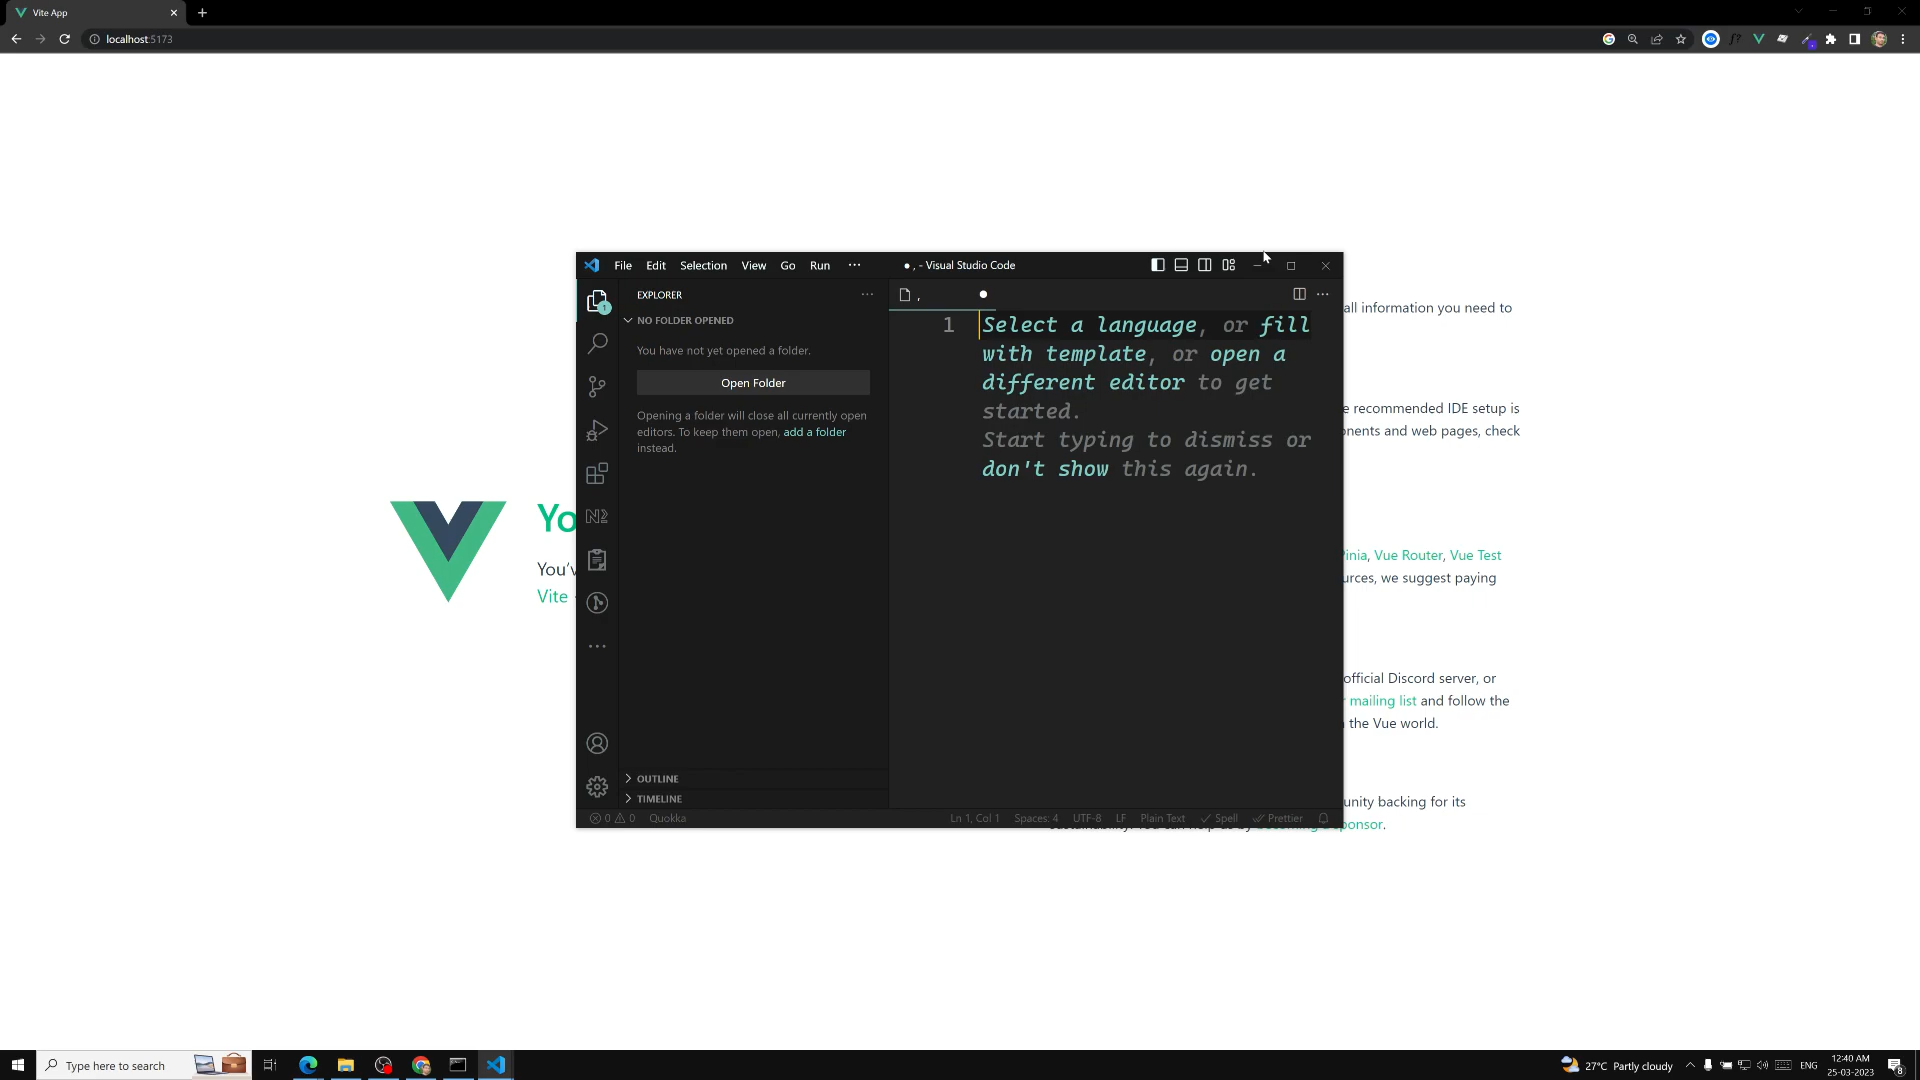 Vite App
localhost:5173
File Edit Selection View Go Run ··· ● , - Visual Studio Code
EXPLORER ···
,
NO FOLDER OPENED
1
You have not yet opened a folder.
Open Folder
Opening a folder will close all currently open
editors. To keep them open, add a folder
instead.
1 Select a language, or fill
with template, or open a
different editor to get
started.
Start typing to dismiss or
don't show this again.
OUTLINE
TIMELINE
0 0 Quokka Ln 1, Col 1 Spaces: 4 UTF-8 LF Plain Text Spell Prettier
Yo
You'v
Vite
all information you need to
e recommended IDE setup is
onents and web pages, check
inia, Vue Router, Vue Test
urces, we suggest paying
official Discord server, or
mailing list and follow the
the Vue world.
unity backing for its
ponsor.
Type here to search
27°C Partly cloudy ENG 12:40 AM
25-03-2023
8